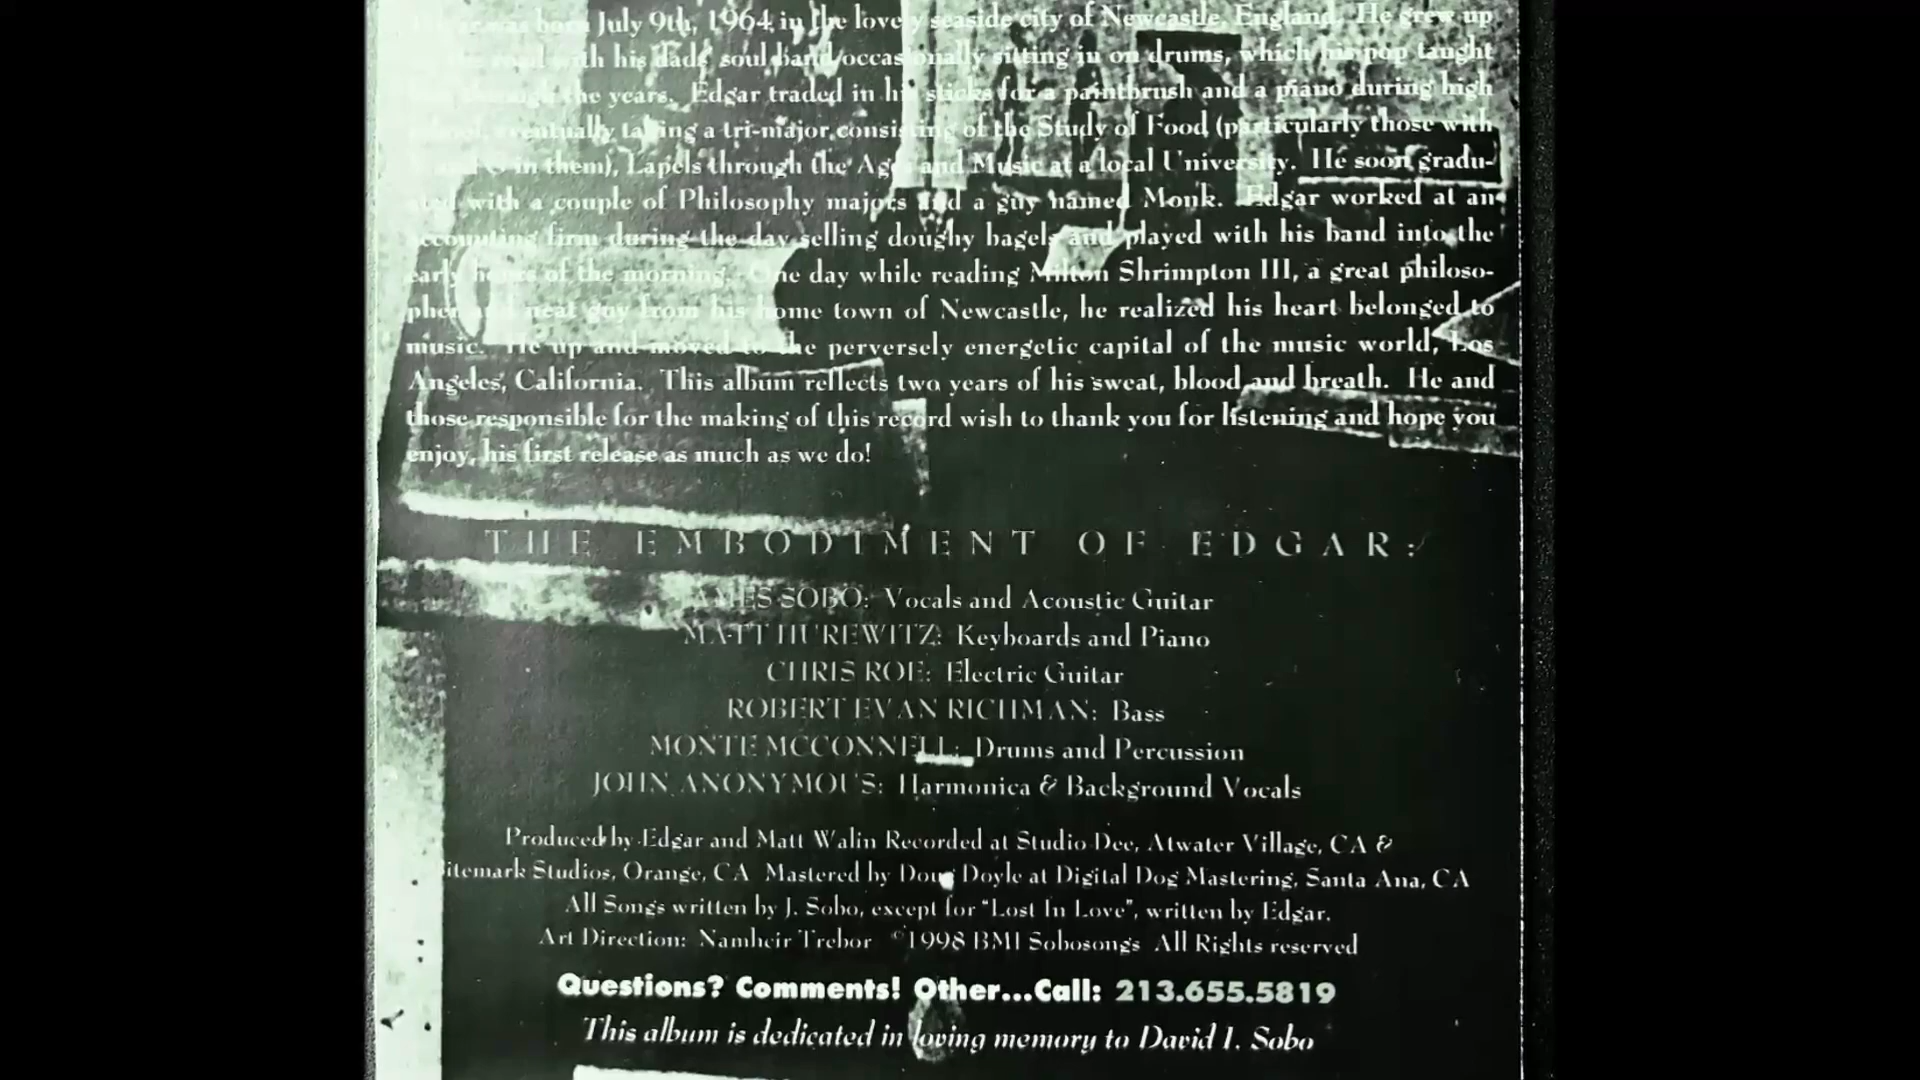 was born July 9th, 1964 in the lovely seaside city of Newcastle, England. He grew up
with his dads' soul band occasionally sitting in on drums, which his pop taught
through the years. Edgar traded in his sticks for a paintbrush and a piano during high
school, eventually taking a tri-major consisting of the Study of Food (particularly those with
in them), Lapels through the Ages and Music at a local University. He soon gradu-
ated with a couple of Philosophy majors and a guy named Monk. Edgar worked at an
accounting firm during the day selling doughy bagels and played with his band into the
early hours of the morning. One day while reading Milton Shrimpton III, a great philoso-
pher and neat guy from his home town of Newcastle, he realized his heart belonged to
music. He up and moved to the perversely energetic capital of the music world, Los
Angeles, California. This album reflects two years of his sweat, blood and breath. He and
those responsible for the making of this record wish to thank you for listening and hope you
enjoy, his first release as much as we do!
THE EMBODIMENT OF EDGAR:
JAMES SOBO: Vocals and Acoustic Guitar
MATT HUREWITZ: Keyboards and Piano
CHRIS ROE: Electric Guitar
ROBERT EVAN RICHMAN: Bass
MONTE MCCONNELL: Drums and Percussion
JOHN ANONYMOUS: Harmonica & Background Vocals
Produced by Edgar and Matt Walin Recorded at Studio Dee, Atwater Village, CA &
Bitemark Studios, Orange, CA Mastered by Doug Doyle at Digital Dog Mastering, Santa Ana, CA
All Songs written by J. Sobo, except for "Lost In Love", written by Edgar.
Art Direction: Namheir Trebor ©1998 BMI Sobosongs All Rights reserved
Questions? Comments! Other...Call: 213.655.5819
This album is dedicated in loving memory to David I. Sobo